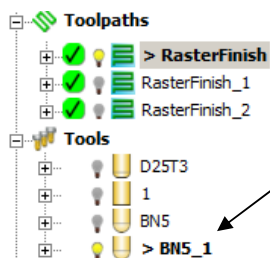 Toolpaths
> RasterFinish
RasterFinish_1
RasterFinish_2
Tools
D25T3
1
BN5
> BN5_1